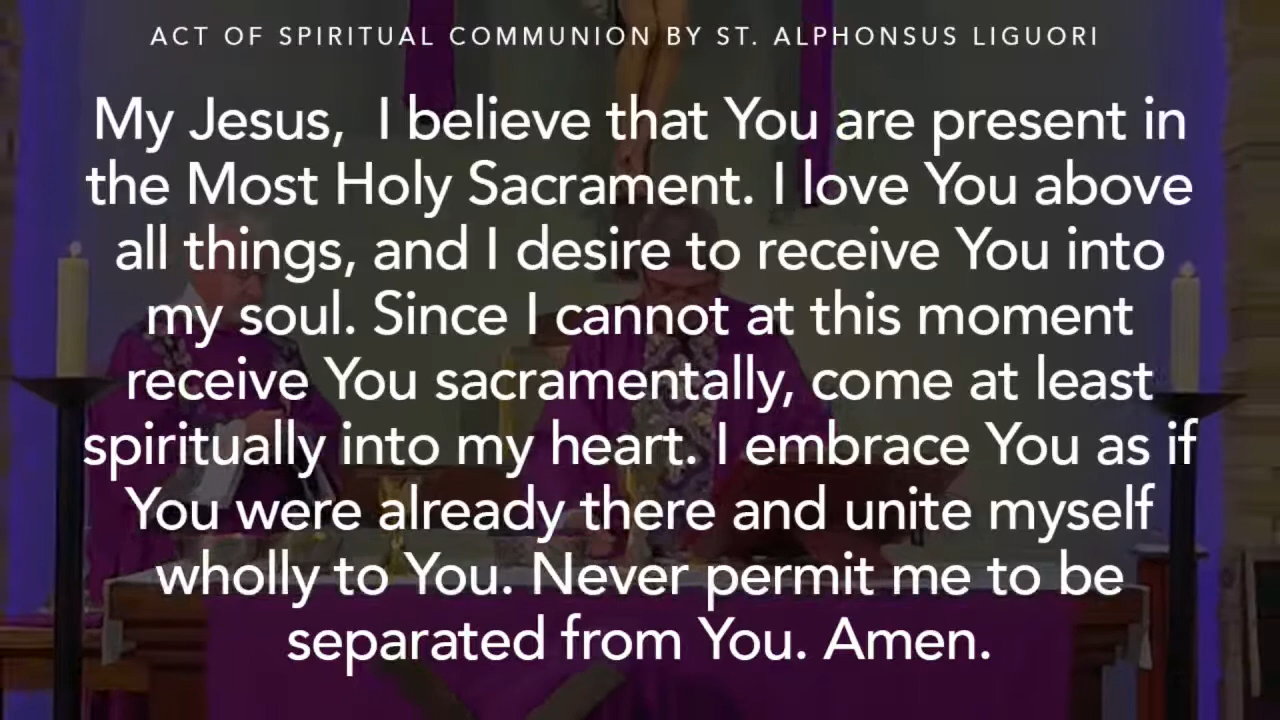 ACT OF SPIRITUAL COMMUNION BY ST. ALPHONSUS LIGUORI
My Jesus,  I believe that You are present in
the Most Holy Sacrament. I love You above
all things, and I desire to receive You into
my soul. Since I cannot at this moment
receive You sacramentally, come at least
spiritually into my heart. I embrace You as if
You were already there and unite myself
wholly to You. Never permit me to be
separated from You. Amen.